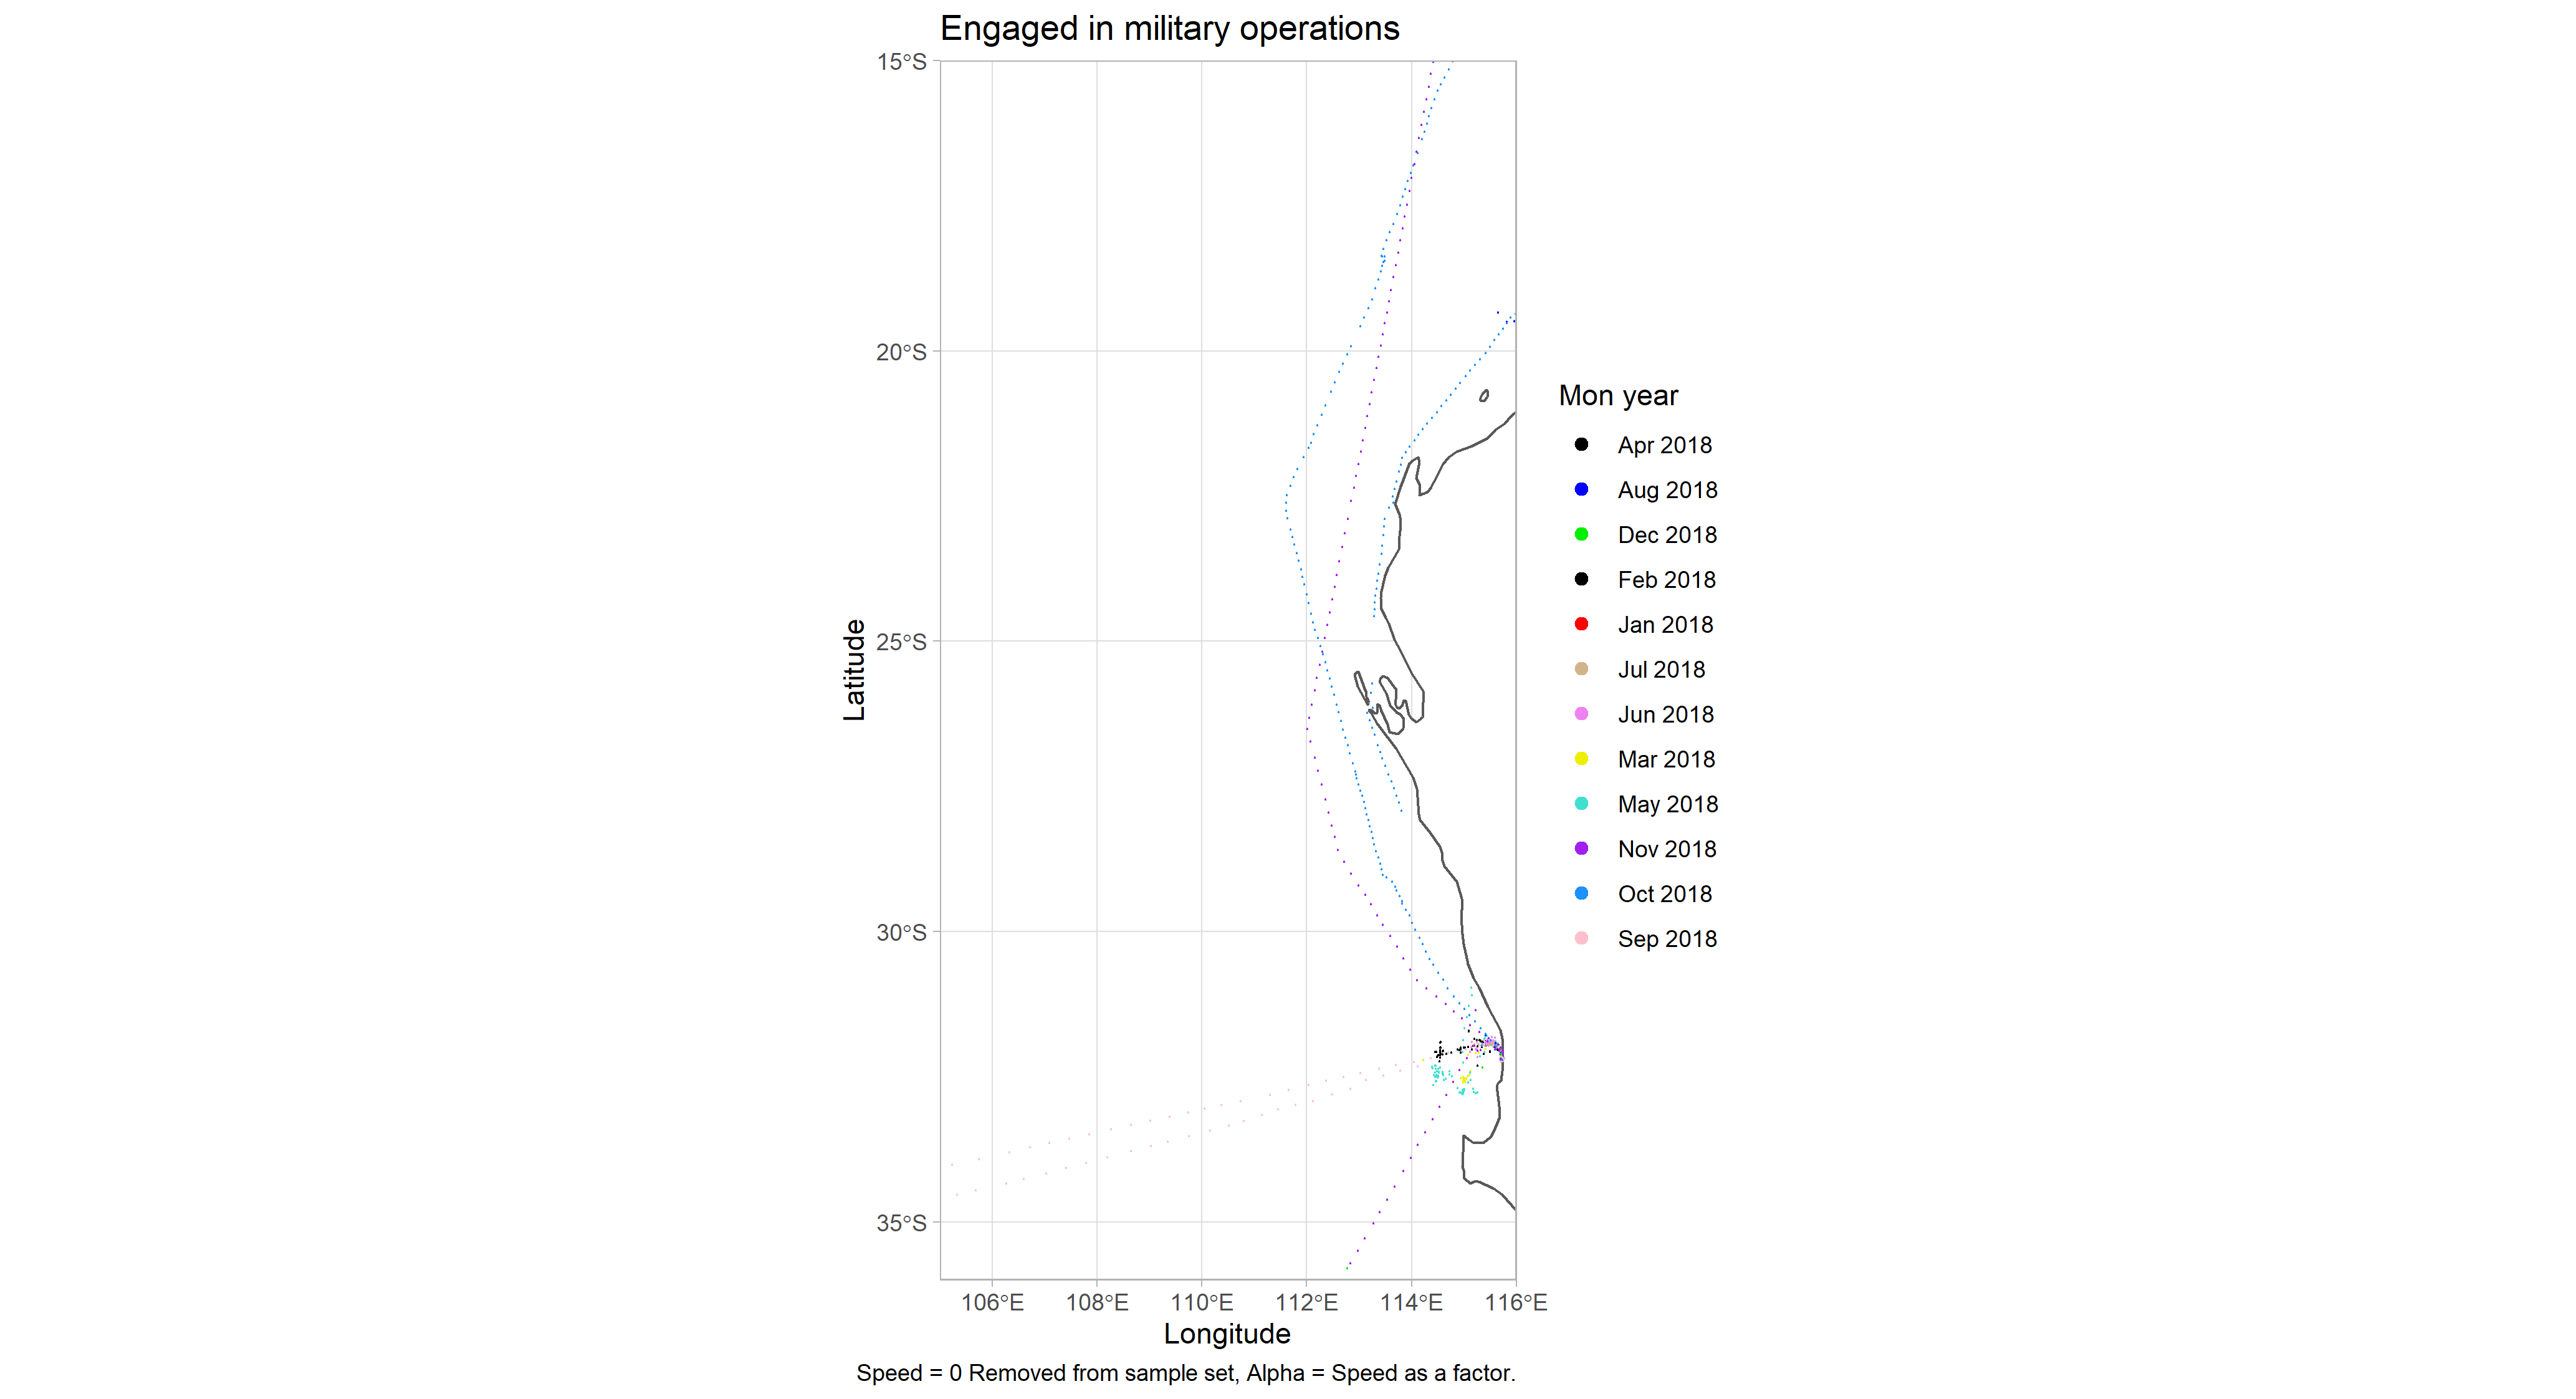 Engaged in military operations
15°S
20°S
25°S
30°S
35°S
Latitude
106°E 108°E 110°E 112°E 114°E 116°E
Longitude
Speed = 0 Removed from sample set, Alpha = Speed as a factor.
Mon year
Apr 2018
Aug 2018
Dec 2018
Feb 2018
Jan 2018
Jul 2018
Jun 2018
Mar 2018
May 2018
Nov 2018
Oct 2018
Sep 2018